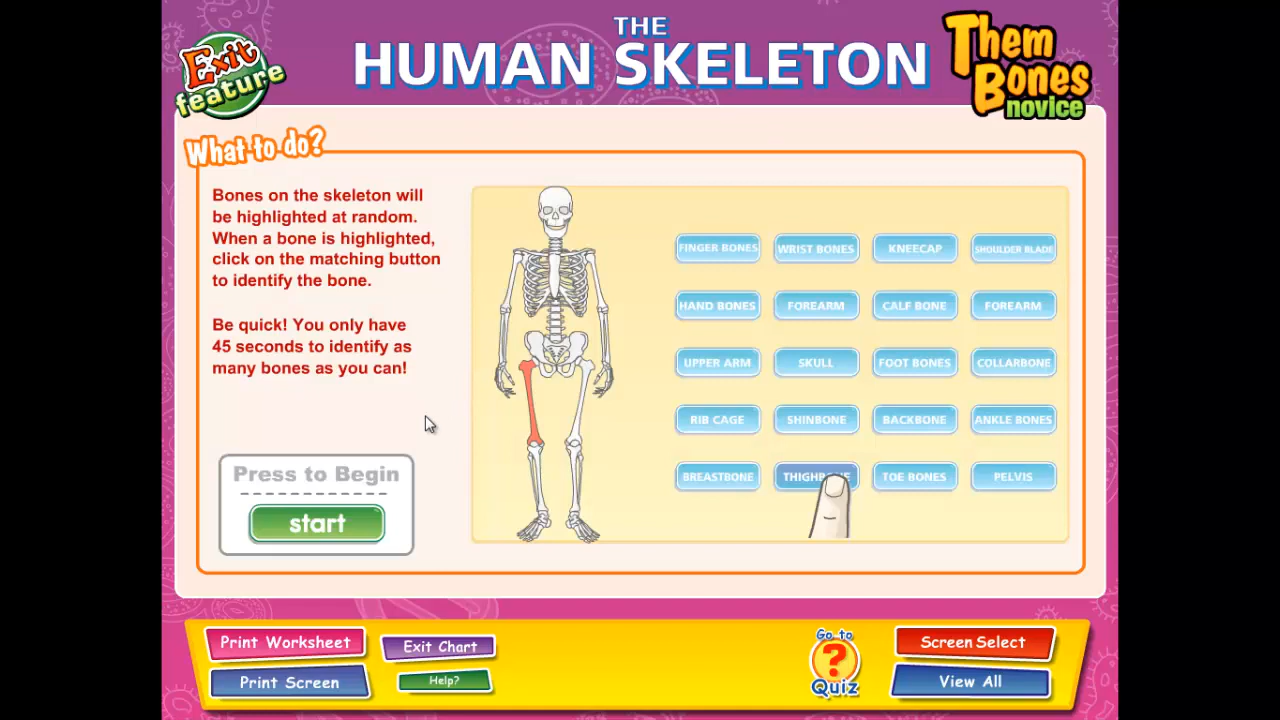 THE
HUMAN SKELETON
Exit
feature
Them
Bones
novice
What to do?
Bones on the skeleton will
be highlighted at random.
When a bone is highlighted,
click on the matching button
to identify the bone.
Be quick! You only have
45 seconds to identify as
many bones as you can!
Press to Begin
start
FINGER BONES WRIST BONES KNEECAP SHOULDER BLADE
HAND BONES FOREARM CALF BONE FOREARM
UPPER ARM SKULL FOOT BONES COLLARBONE
RIB CAGE SHINBONE BACKBONE ANKLE BONES
BREASTBONE THIGHBONE TOE BONES PELVIS
Print Worksheet
Exit Chart
Go to
?
Quiz
Screen Select
Print Screen
Help?
View All